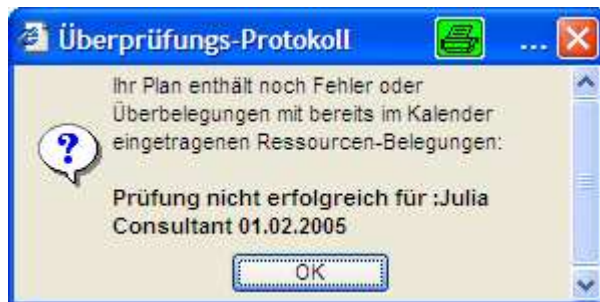 Überprüfungs-Protokoll ...
Ihr Plan enthält noch Fehler oder
Überbelegungen mit bereits im Kalender
eingetragenen Ressourcen-Belegungen:
Prüfung nicht erfolgreich für :Julia
Consultant 01.02.2005
OK